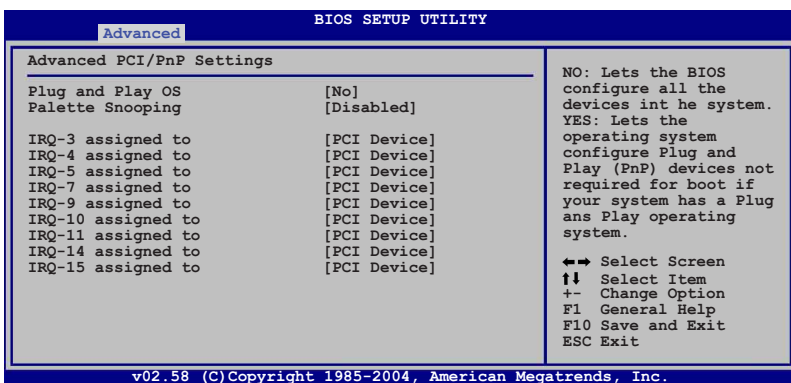 BIOS SETUP UTILITY
Advanced
Advanced PCI/PnP Settings
Plug and Play OS [No]
Palette Snooping [Disabled]
IRQ-3 assigned to [PCI Device]
IRQ-4 assigned to [PCI Device]
IRQ-5 assigned to [PCI Device]
IRQ-7 assigned to [PCI Device]
IRQ-9 assigned to [PCI Device]
IRQ-10 assigned to [PCI Device]
IRQ-11 assigned to [PCI Device]
IRQ-14 assigned to [PCI Device]
IRQ-15 assigned to [PCI Device]
NO: Lets the BIOS
configure all the
devices int he system.
YES: Lets the
operating system
configure Plug and
Play (PnP) devices not
required for boot if
your system has a Plug
ans Play operating
system.
←→ Select Screen
↑↓ Select Item
+- Change Option
F1 General Help
F10 Save and Exit
ESC Exit
v02.58 (C)Copyright 1985-2004, American Megatrends, Inc.